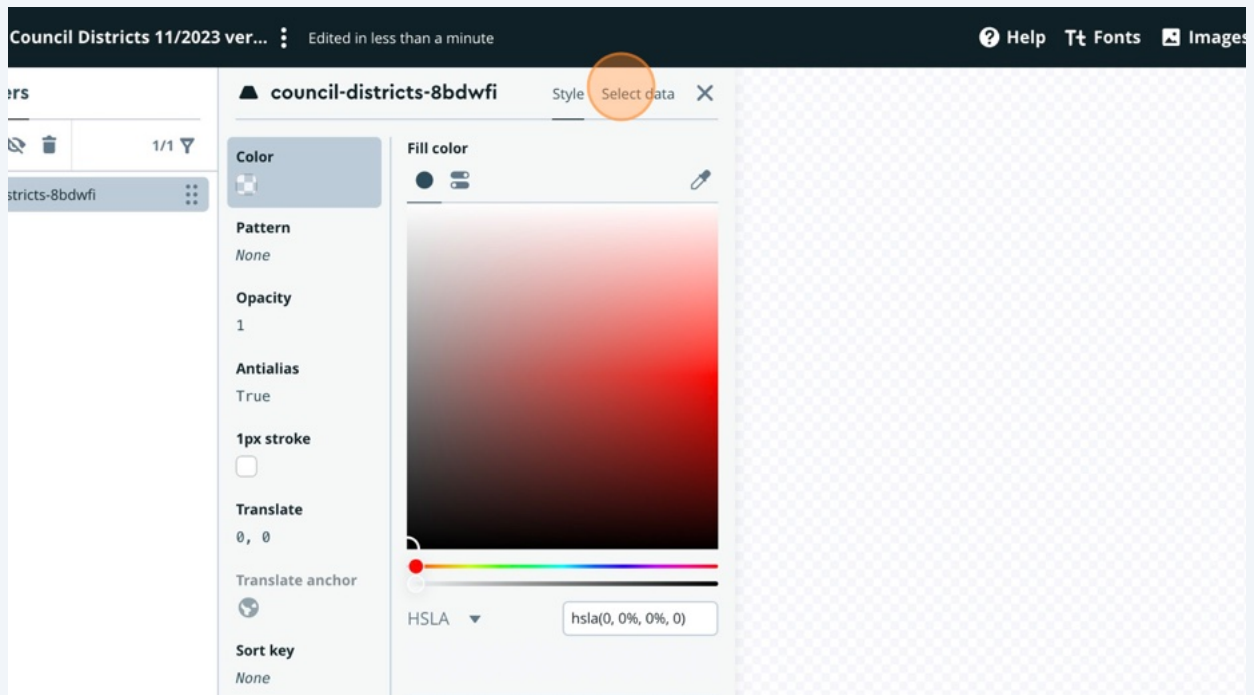 Council Districts 11/2023 ver... Edited in less than a minute Help Tt Fonts Images
ers council-districts-8bdwfi Style Select data
1/1
stricts-8bdwfi
Color
Fill color
Pattern
None
Opacity
1
Antialias
True
1px stroke
Translate
0, 0
Translate anchor
HSLA hsla(0, 0%, 0%, 0)
Sort key
None